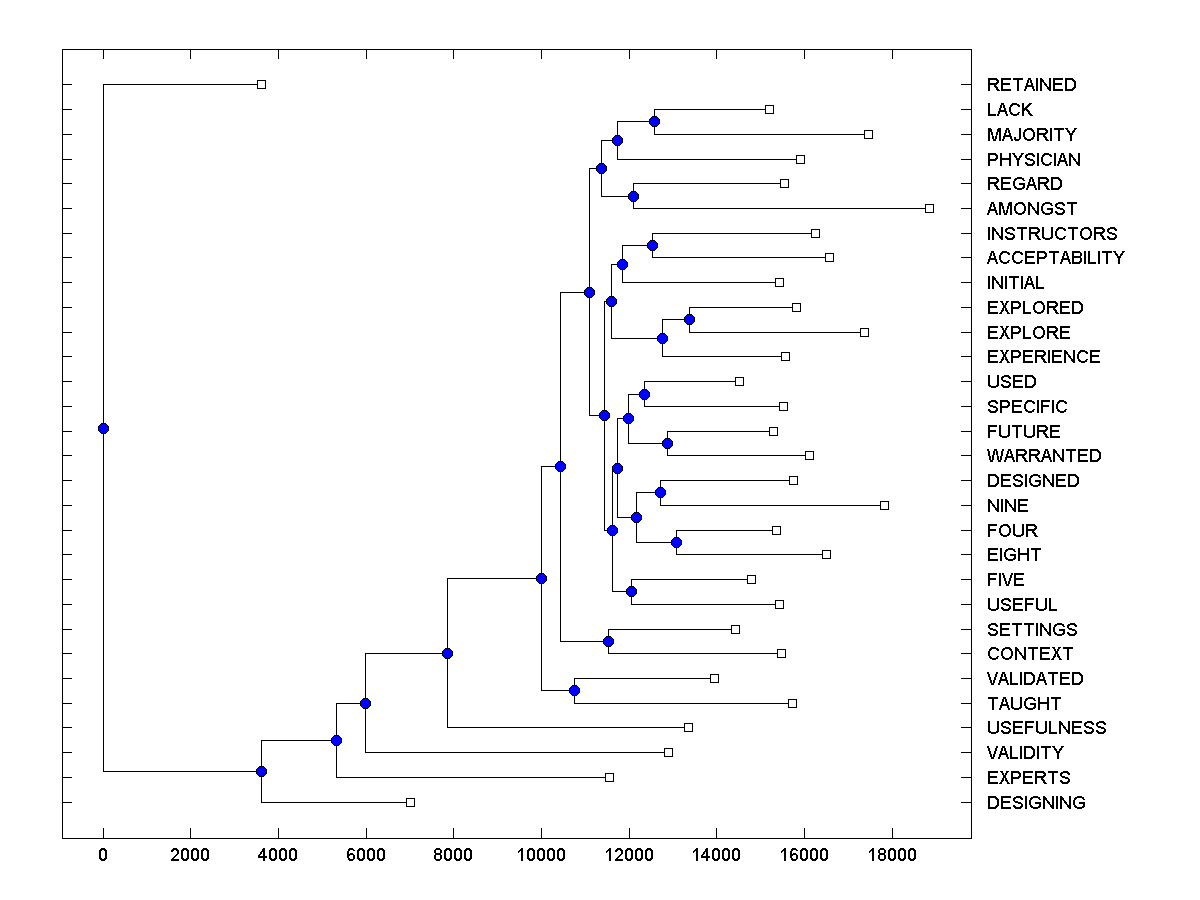 RETAINED
LACK
MAJORITY
PHYSICIAN
REGARD
AMONGST
INSTRUCTORS
ACCEPTABILITY
INITIAL
EXPLORED
EXPLORE
EXPERIENCE
USED
SPECIFIC
FUTURE
WARRANTED
DESIGNED
NINE
FOUR
EIGHT
FIVE
USEFUL
SETTINGS
CONTEXT
VALIDATED
TAUGHT
USEFULNESS
VALIDITY
EXPERTS
DESIGNING
0 2000 4000 6000 8000 10000 12000 14000 16000 18000